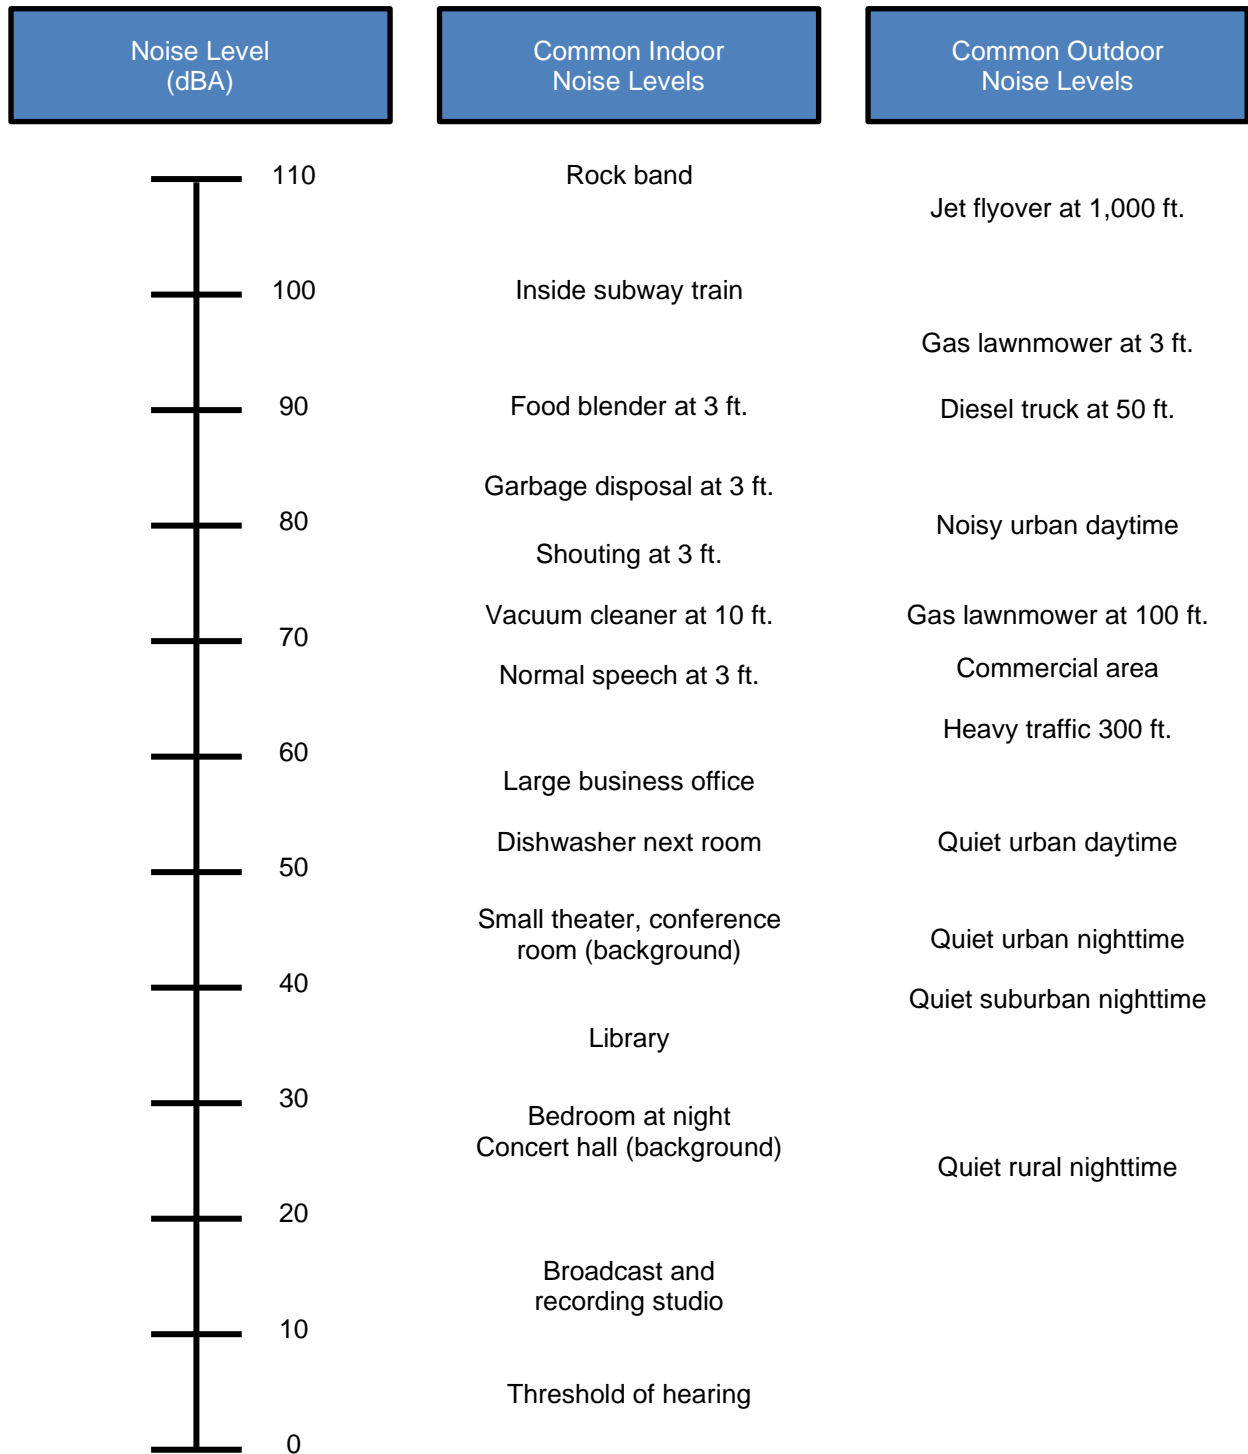 Noise Level
(dBA)
Common Indoor
Noise Levels
Common Outdoor
Noise Levels
110
Rock band
Jet flyover at 1,000 ft.
100
Inside subway train
Gas lawnmower at 3 ft.
90
Food blender at 3 ft.
Diesel truck at 50 ft.
Garbage disposal at 3 ft.
80
Noisy urban daytime
Shouting at 3 ft.
Vacuum cleaner at 10 ft.
Gas lawnmower at 100 ft.
70
Normal speech at 3 ft.
Commercial area
Heavy traffic 300 ft.
60
Large business office
Dishwasher next room
Quiet urban daytime
50
Small theater, conference
room (background)
Quiet urban nighttime
40
Quiet suburban nighttime
Library
30
Bedroom at night
Concert hall (background)
Quiet rural nighttime
20
Broadcast and
recording studio
10
Threshold of hearing
0